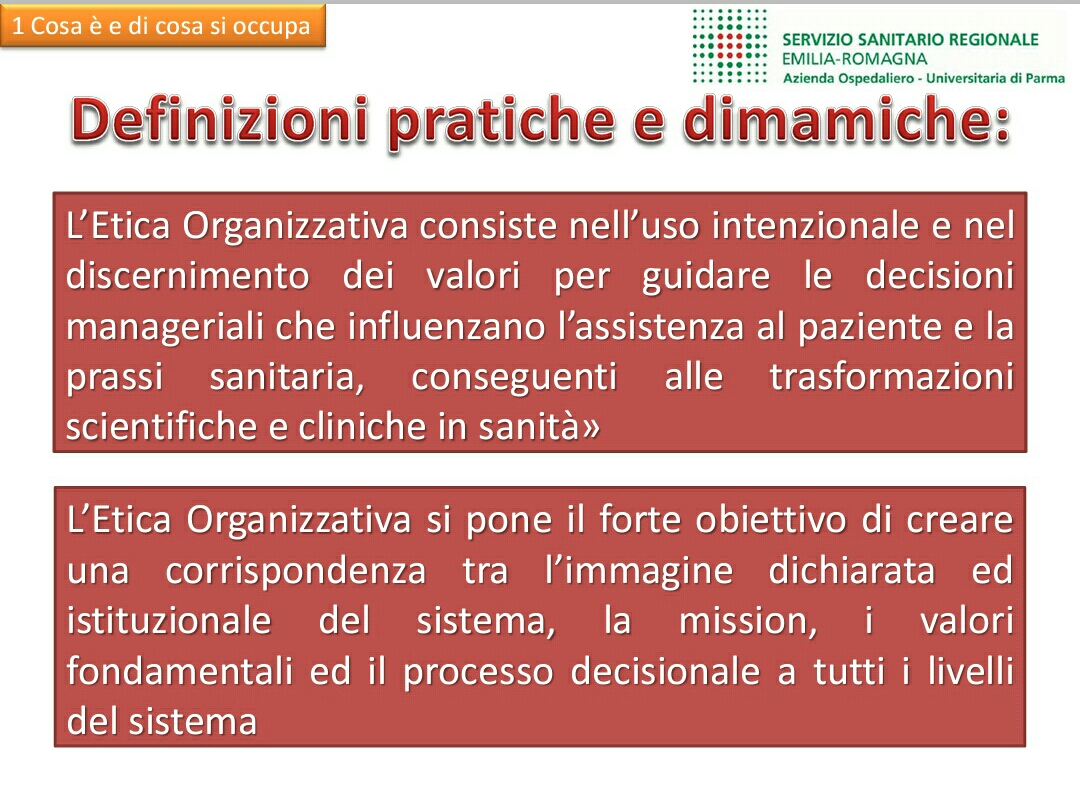 1 Cosa è e di cosa si occupa
SERVIZIO SANITARIO REGIONALE
EMILIA-ROMAGNA
Azienda Ospedaliero - Universitaria di Parma
Definizioni pratiche e dimamiche:
L’Etica Organizzativa consiste nell’uso intenzionale e nel
discernimento dei valori per guidare le decisioni
manageriali che influenzano l’assistenza al paziente e la
prassi sanitaria, conseguenti alle trasformazioni
scientifiche e cliniche in sanità»
L’Etica Organizzativa si pone il forte obiettivo di creare
una corrispondenza tra l’immagine dichiarata ed
istituzionale del sistema, la mission, i valori
fondamentali ed il processo decisionale a tutti i livelli
del sistema